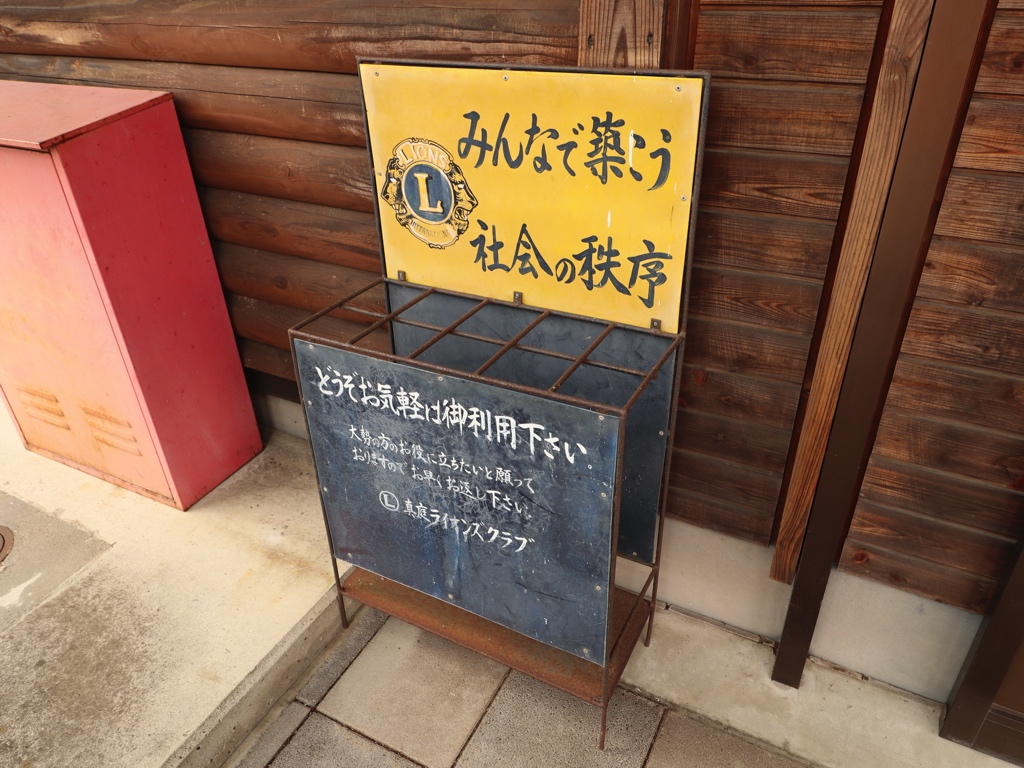 みんなで築こう
社会の秩序
LIONS
L
INTERNATIONAL
どうぞお気軽に御利用下さい。
大勢の方のお役に立ちたいと願って
おりますのでお早くお返し下さい。
Ⓛ 真庭ライオンズクラブ